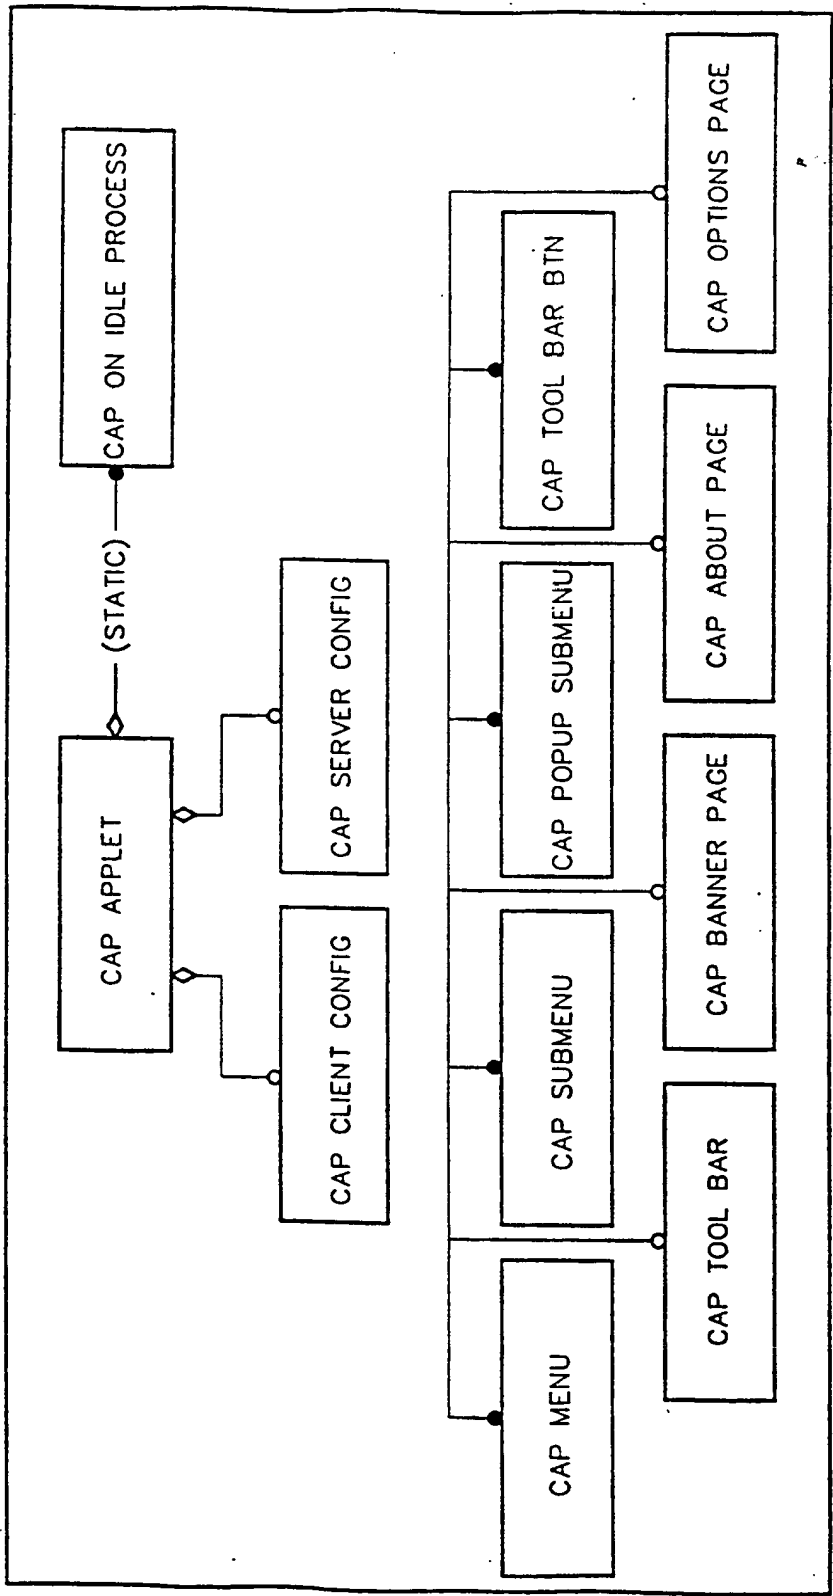 CAP APPLET
(STATIC)
CAP ON IDLE PROCESS
CAP CLIENT CONFIG
CAP SERVER CONFIG
CAP MENU
CAP SUBMENU
CAP POPUP SUBMENU
CAP TOOL BAR BTN
CAP TOOL BAR
CAP BANNER PAGE
CAP ABOUT PAGE
CAP OPTIONS PAGE